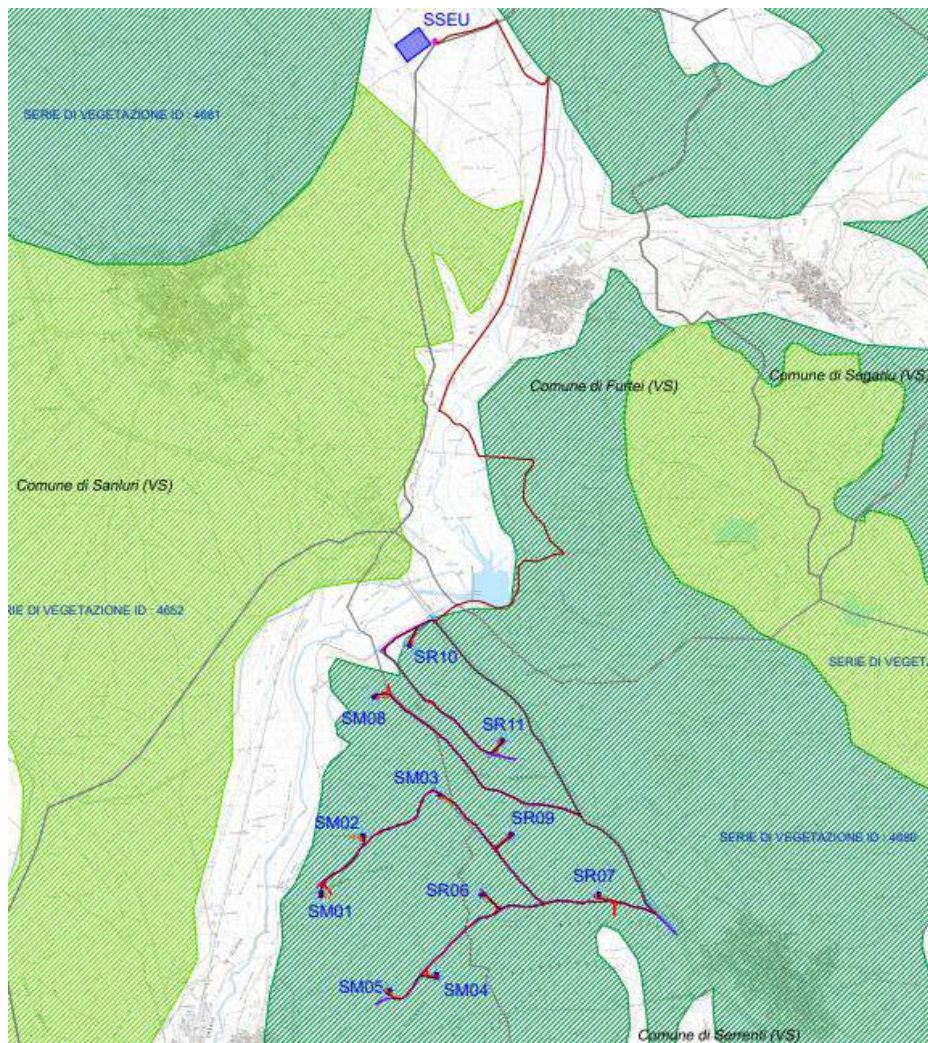 SSEU
SERIE DI VEGETAZIONE ID : 4681
Comune di Furtei (VS)
Comune di Segariu (VS)
Comune di Sanluri (VS)
RIE DI VEGETAZIONE ID : 4652
SR10
SERIE DI VEGETA
SM08
SR11
SM03
SM02
SR09
SERIE DI VEGETAZIONE ID : 4680
SR06
SR07
SM01
SM05
SM04
Comune di Serrenti (VS)